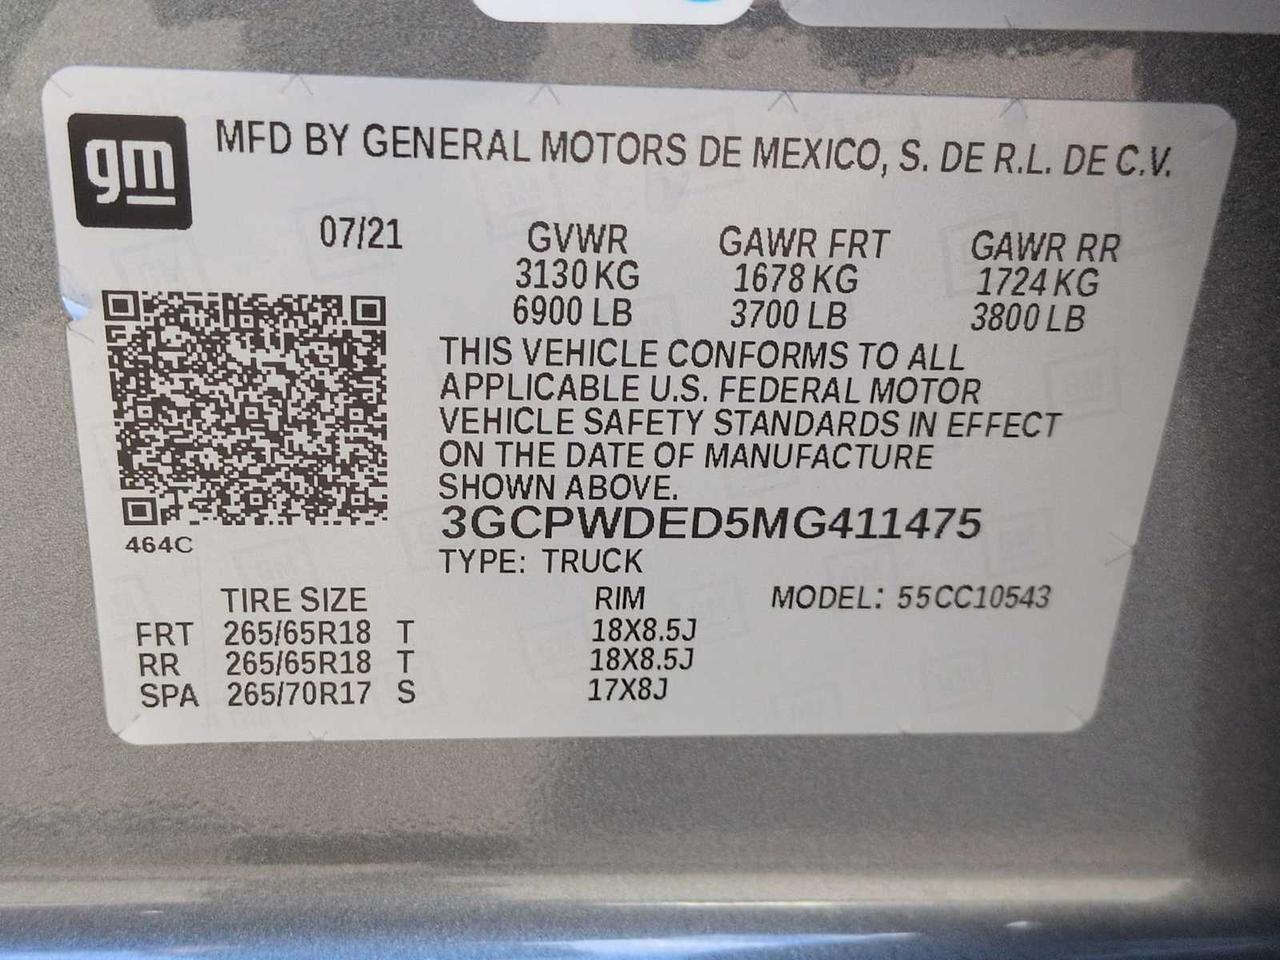 gm
MFD BY GENERAL MOTORS DE MEXICO, S. DE R.L. DE C.V.
07/21 GVWR GAWR FRT GAWR RR
3130 KG 1678 KG 1724 KG
6900 LB 3700 LB 3800 LB
THIS VEHICLE CONFORMS TO ALL
APPLICABLE U.S. FEDERAL MOTOR
VEHICLE SAFETY STANDARDS IN EFFECT
ON THE DATE OF MANUFACTURE
SHOWN ABOVE.
3GCPWDED5MG411475
464C
TYPE: TRUCK
TIRE SIZE RIM MODEL: 55CC10543
FRT 265/65R18 T 18X8.5J
RR 265/65R18 T 18X8.5J
SPA 265/70R17 S 17X8J